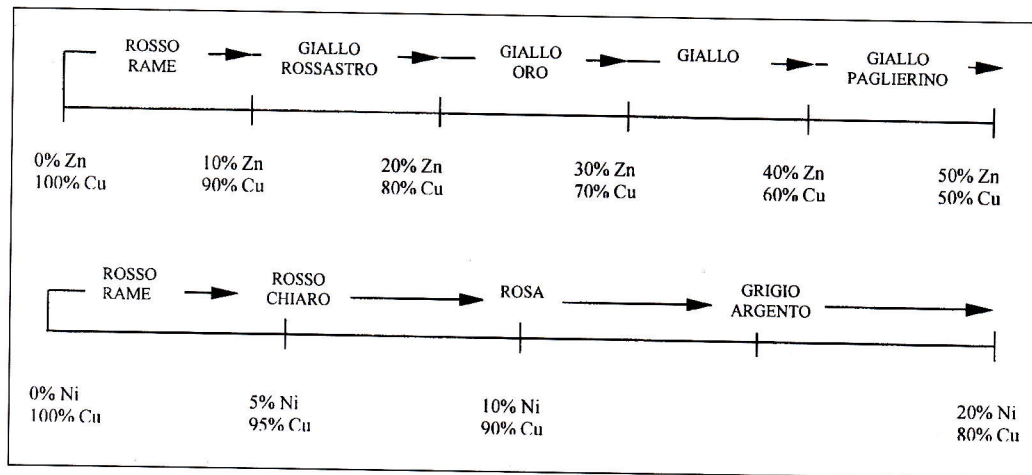 ROSSO
RAME
GIALLO
ROSSASTRO
GIALLO
ORO
GIALLO
GIALLO
PAGLIERINO
0% Zn
100% Cu
10% Zn
90% Cu
20% Zn
80% Cu
30% Zn
70% Cu
40% Zn
60% Cu
50% Zn
50% Cu
ROSSO
RAME
ROSSO
CHIARO
ROSA
GRIGIO
ARGENTO
0% Ni
100% Cu
5% Ni
95% Cu
10% Ni
90% Cu
20% Ni
80% Cu